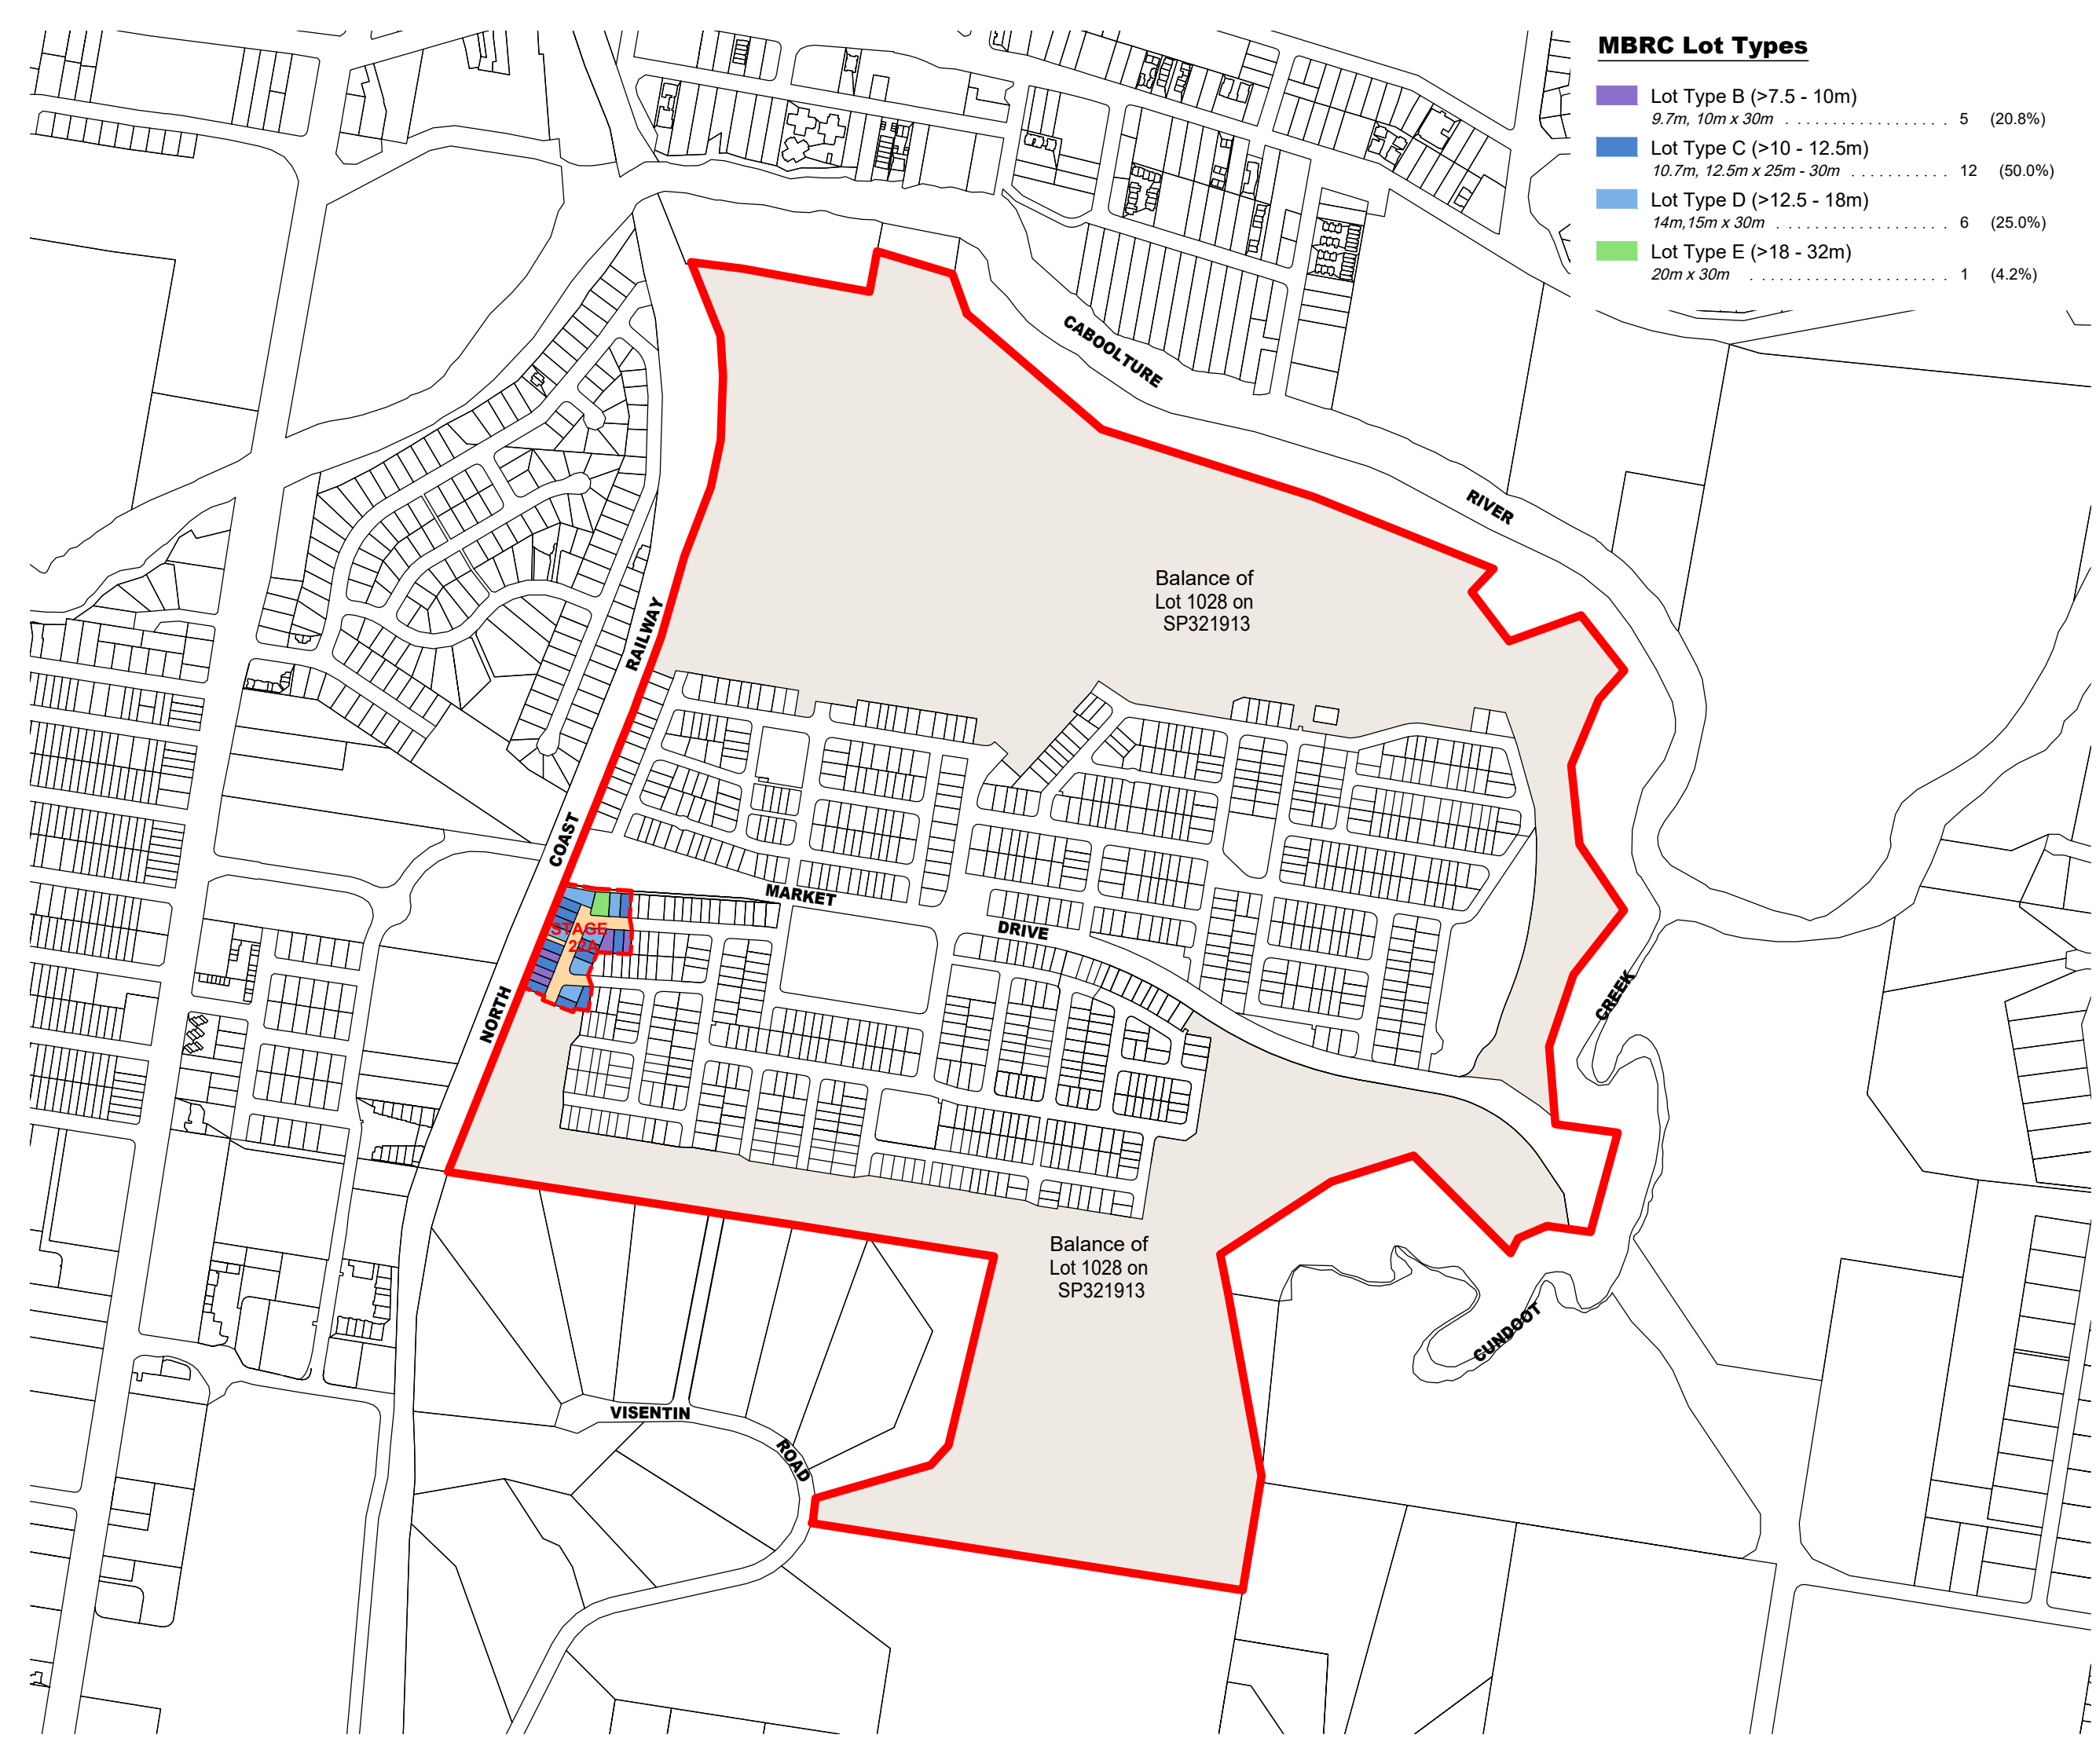 MBRC Lot Types
Lot Type B (>7.5 - 10m)
9.7m, 10m x 30m . . . . . . . . . . . . . . . . . 5 (20.8%)
Lot Type C (>10 - 12.5m)
10.7m, 12.5m x 25m - 30m . . . . . . . . . . 12 (50.0%)
Lot Type D (>12.5 - 18m)
14m,15m x 30m . . . . . . . . . . . . . . . . . . 6 (25.0%)
Lot Type E (>18 - 32m)
20m x 30m . . . . . . . . . . . . . . . . . . . . . 1 (4.2%)
CABOOLTURE
RIVER
Balance of
Lot 1028 on
SP321913
RAILWAY
COAST
NORTH
MARKET
DRIVE
STAGE
22A
CREEK
CUNDOOT
Balance of
Lot 1028 on
SP321913
VISENTIN
ROAD